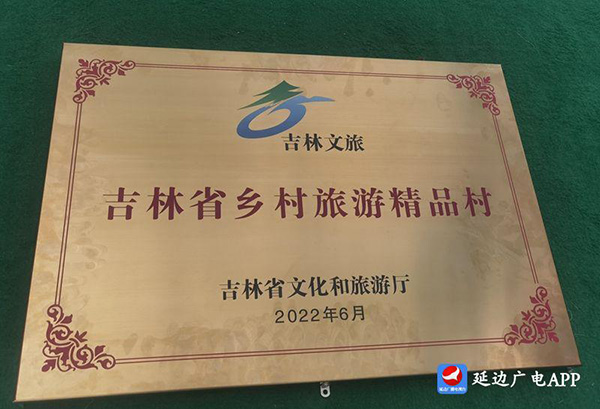 吉林文旅
吉林省乡村旅游精品村
吉林省文化和旅游厅
2022年6月
延边广电APP